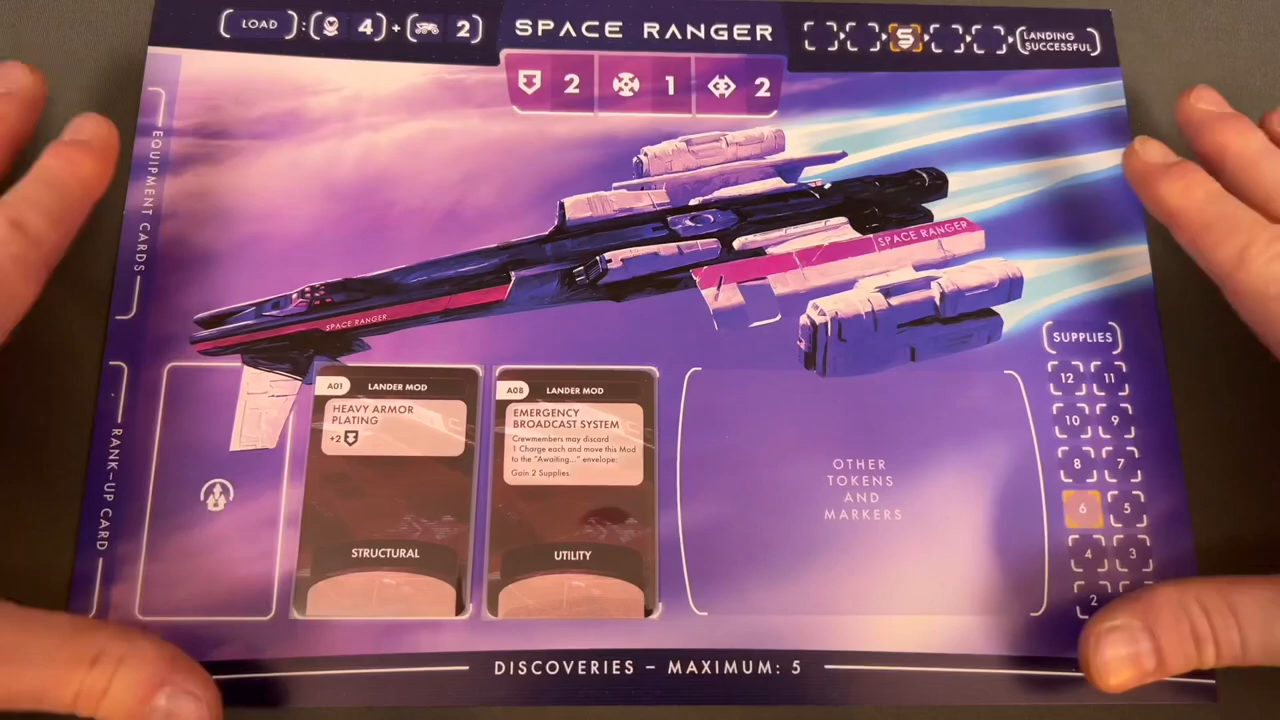 LOAD : 4 + 2
SPACE RANGER
LANDING
SUCCESSFUL
2 1 2
EQUIPMENT CARDS
RANK-UP CARD
SPACE RANGER
SPACE RANGER
A01 LANDER MOD
HEAVY ARMOR
PLATING
+2
STRUCTURAL
A08 LANDER MOD
EMERGENCY
BROADCAST SYSTEM
Crewmembers may discard
1 Charge each and move this Mod
to the "Awaiting..." envelope:
Gain 2 Supplies.
UTILITY
OTHER
TOKENS
AND
MARKERS
SUPPLIES
12 11
10 9
8 7
6 5
4 3
2
DISCOVERIES – MAXIMUM: 5